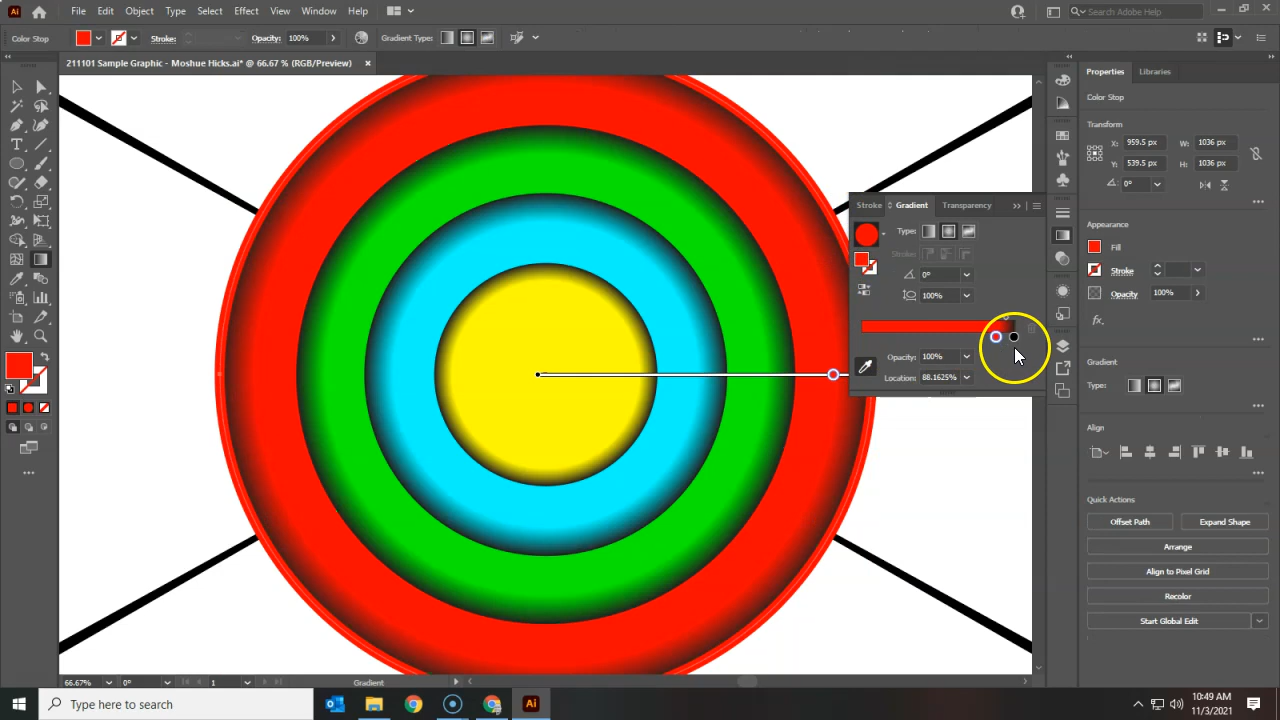 Ai File Edit Object Type Select Effect View Window Help Search Adobe Help
Color Stop Stroke: Opacity: 100% Gradient Type:
211101 Sample Graphic - Moshue Hicks.ai* @ 66.67 % (RGB/Preview)
Properties Libraries
Color Stop
Transform
X: 959.5 px W: 1036 px
Y: 539.5 px H: 1036 px
0°
Stroke Gradient Transparency
Type:
Stroke:
0°
100%
Opacity: 100%
Location: 88.1625%
Appearance
Fill
Stroke
Opacity 100%
fx.
Gradient
Type:
Align
Quick Actions
Offset Path Expand Shape
Arrange
Align to Pixel Grid
Recolor
Start Global Edit
66.67% 0° 1 Gradient
Type here to search Ai
10:49 AM
11/3/2021